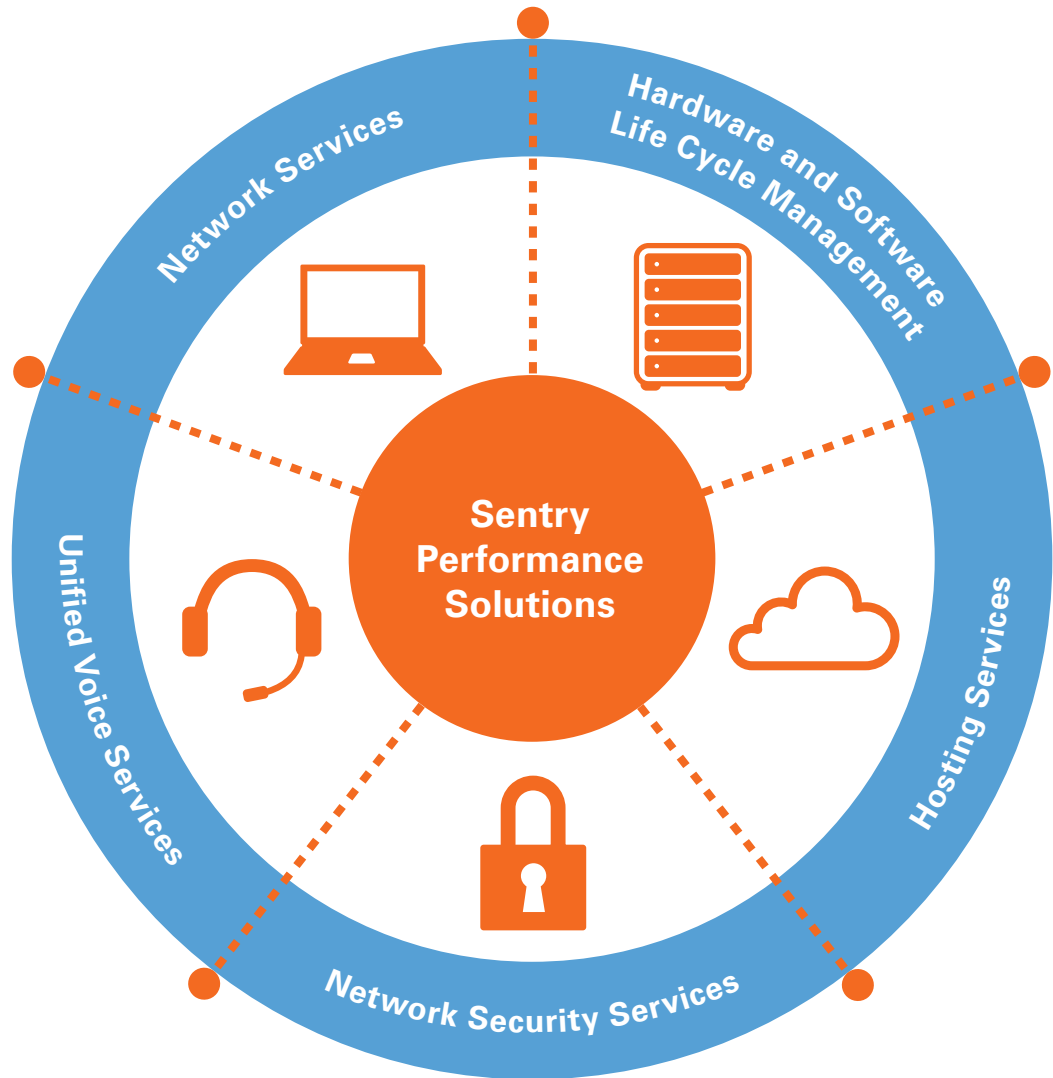 Network Services
Hardware and Software
Life Cycle Management
Sentry
Performance
Solutions
Unified Voice Services
Hosting Services
Network Security Services